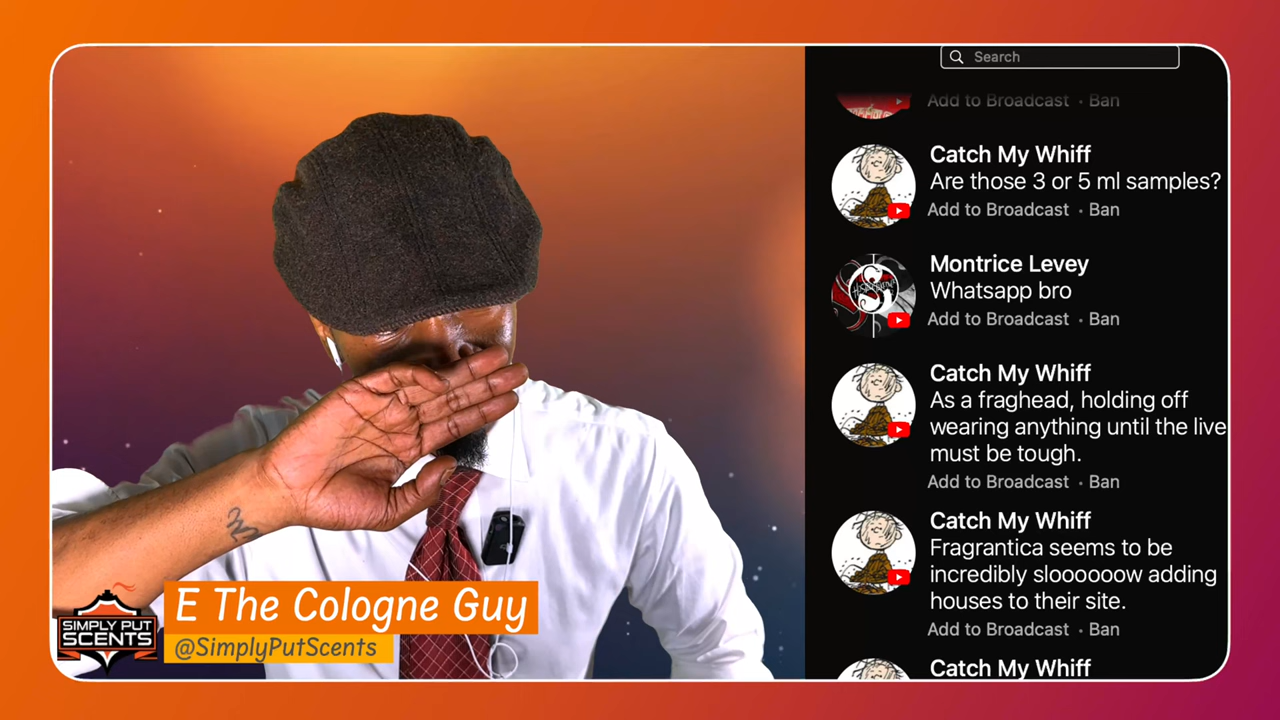 Search
Add to Broadcast • Ban
Catch My Whiff
Are those 3 or 5 ml samples?
Add to Broadcast • Ban
Montrice Levey
Whatsapp bro
Add to Broadcast • Ban
Catch My Whiff
As a fraghead, holding off
wearing anything until the live
must be tough.
Add to Broadcast • Ban
Catch My Whiff
Fragrantica seems to be
incredibly sloooooow adding
houses to their site.
Add to Broadcast • Ban
Catch My Whiff
SIMPLY PUT
SCENTS
E The Cologne Guy
@SimplyPutScents